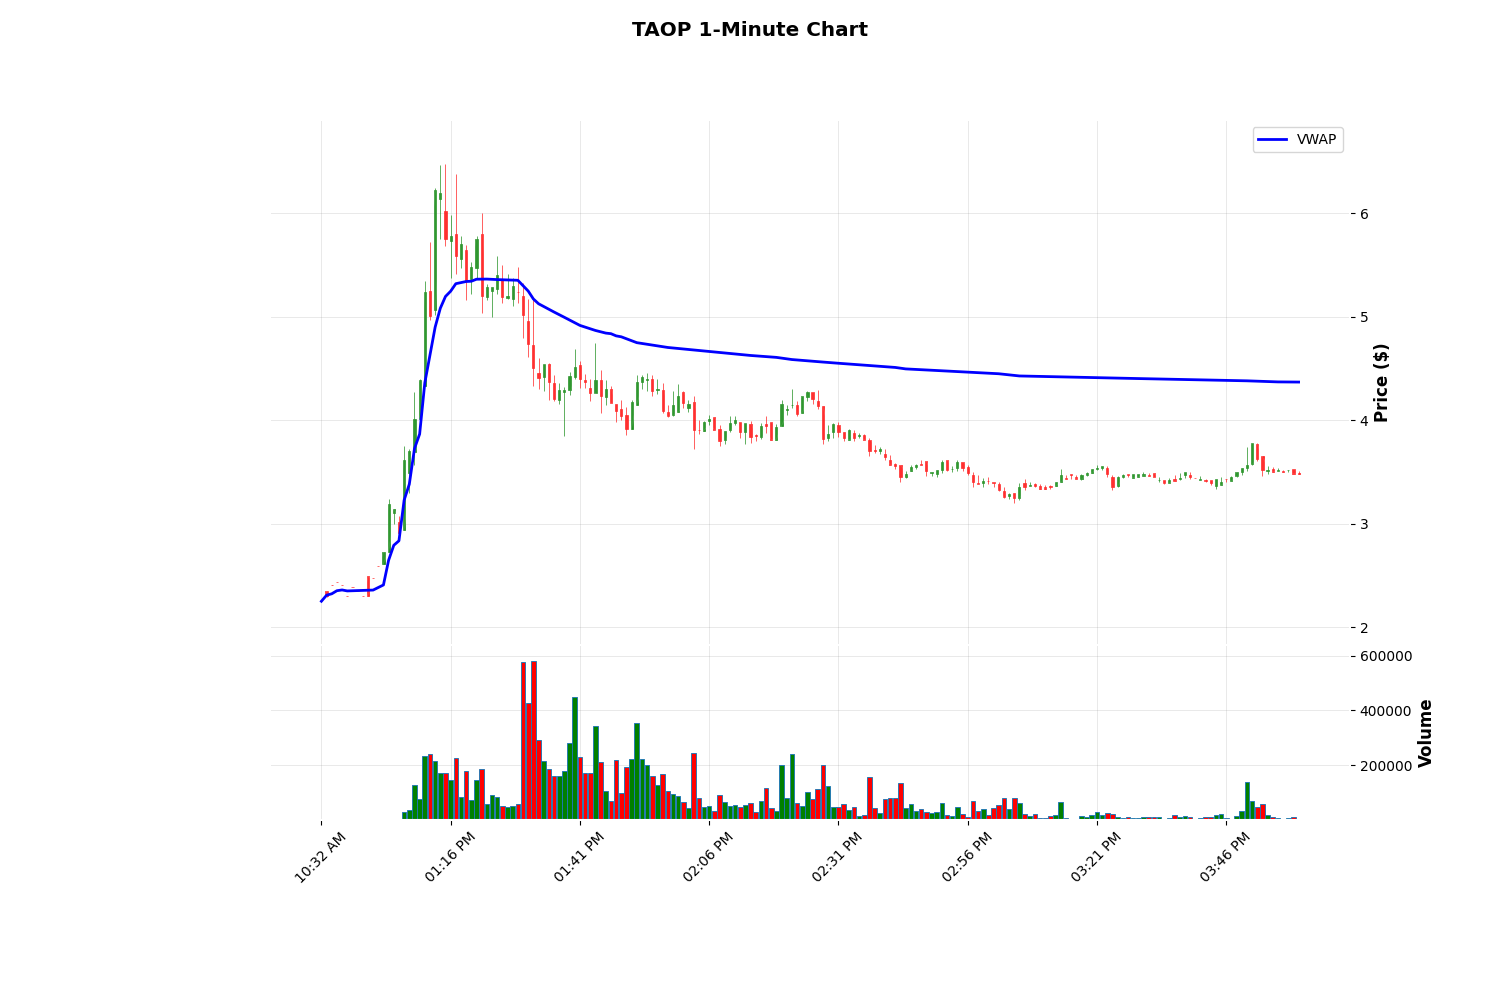 TAOP 1-Minute Chart
VWAP
6
5
4
3
2
Price ($)
600000
400000
200000
Volume
10:32 AM
01:16 PM
01:41 PM
02:06 PM
02:31 PM
02:56 PM
03:21 PM
03:46 PM